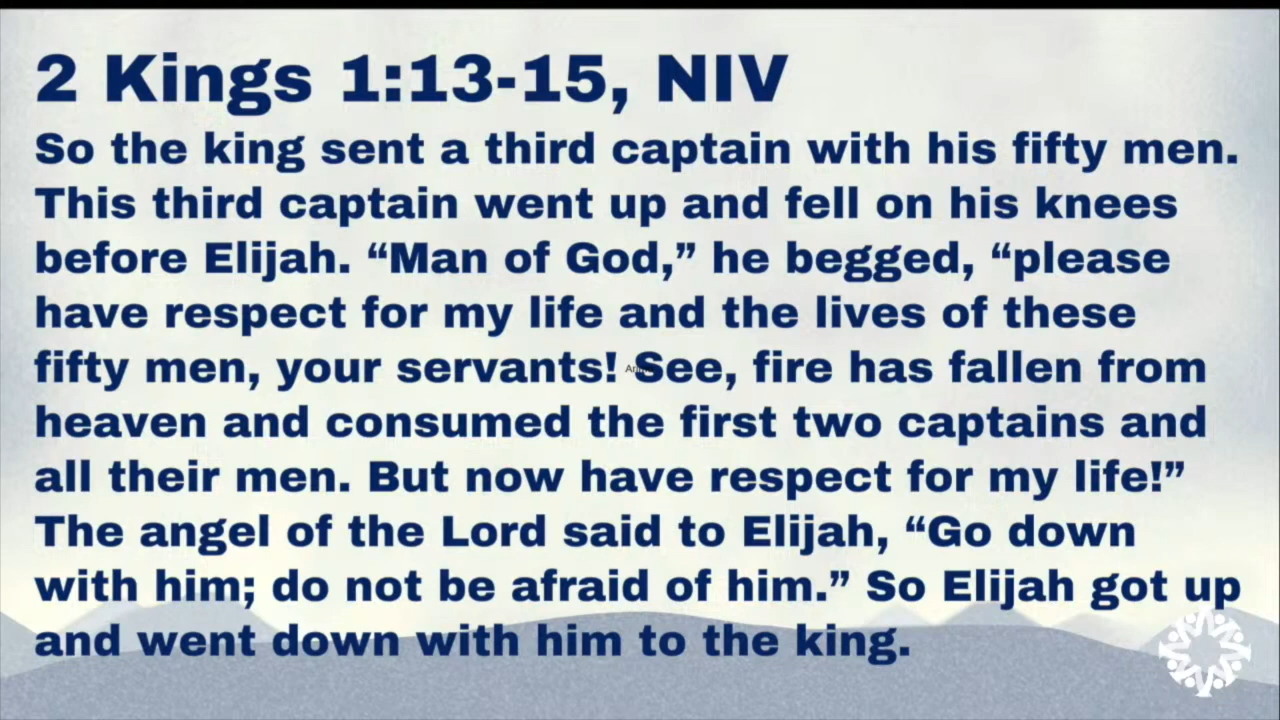 2 Kings 1:13-15, NIV
So the king sent a third captain with his fifty men.
This third captain went up and fell on his knees
before Elijah. “Man of God,” he begged, “please
have respect for my life and the lives of these
fifty men, your servants! See, fire has fallen from
heaven and consumed the first two captains and
all their men. But now have respect for my life!”
The angel of the Lord said to Elijah, “Go down
with him; do not be afraid of him.” So Elijah got up
and went down with him to the king.